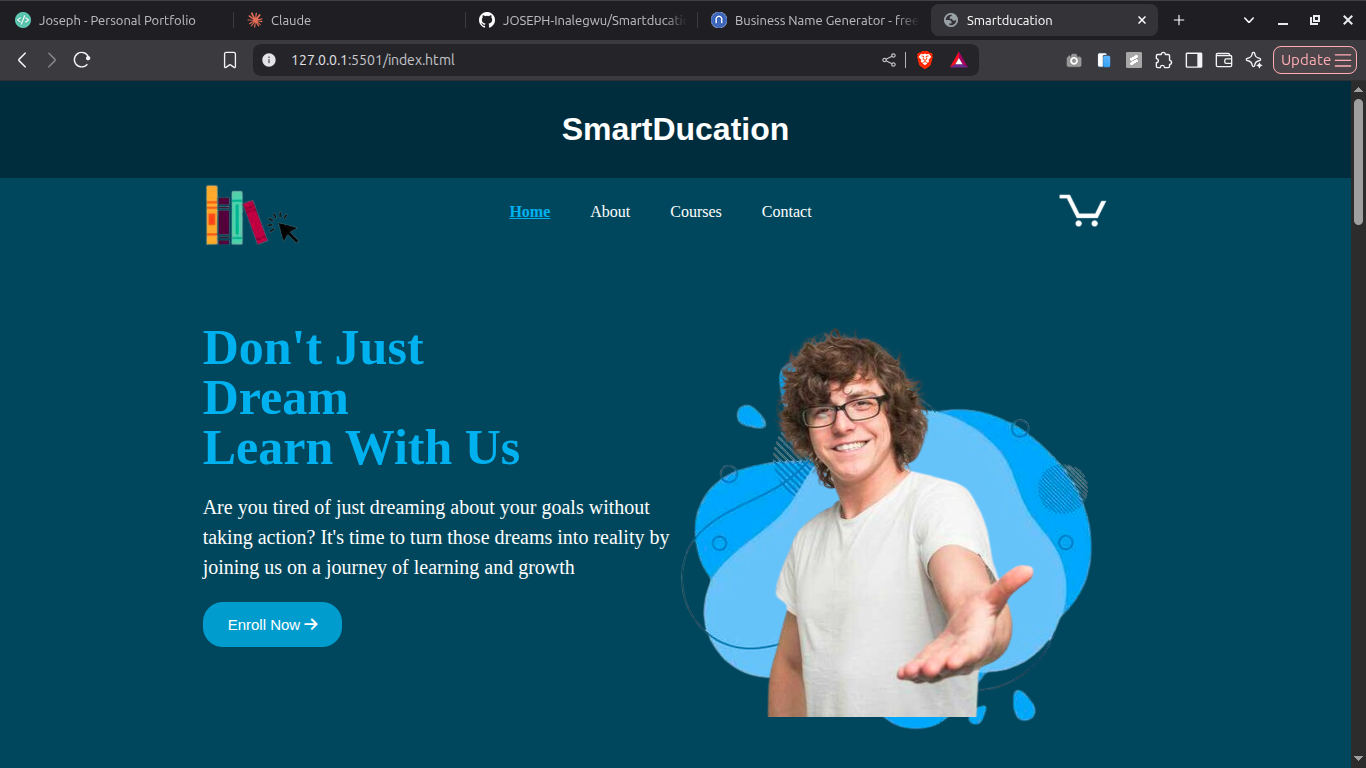 Joseph - Personal Portfolio
Claude
JOSEPH-Inalegwu/Smartducati
Business Name Generator - free
Smartducation
127.0.0.1:5501/index.html
Update
SmartDucation
Home
About
Courses
Contact
Don't Just
Dream
Learn With Us
Are you tired of just dreaming about your goals without
taking action? It's time to turn those dreams into reality by
joining us on a journey of learning and growth
Enroll Now